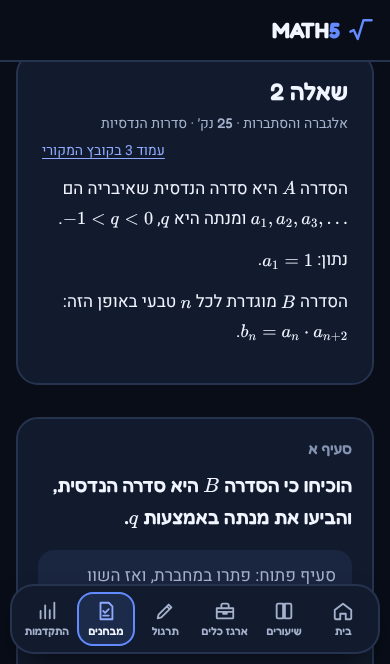 MATH5
שאלה 2
אלגברה והסתברות · 25 נק׳ · סדרות הנדסיות
עמוד 3 בקובץ המקורי
הסדרה A היא סדרה הנדסית שאיבריה הם
a₁, a₂, a₃, … ומנתה היא q, −1 < q < 0.
נתון: a₁ = 1.
הסדרה B מוגדרת לכל n טבעי באופן הזה:
bₙ = aₙ · aₙ₊₂.
סעיף א
הוכיחו כי הסדרה B היא סדרה הנדסית,
והביעו את מנתה באמצעות q.
סעיף פתוח: פתרו במחברת, ואז השוו
בית
שיעורים
ארגז כלים
תרגול
מבחנים
התקדמות